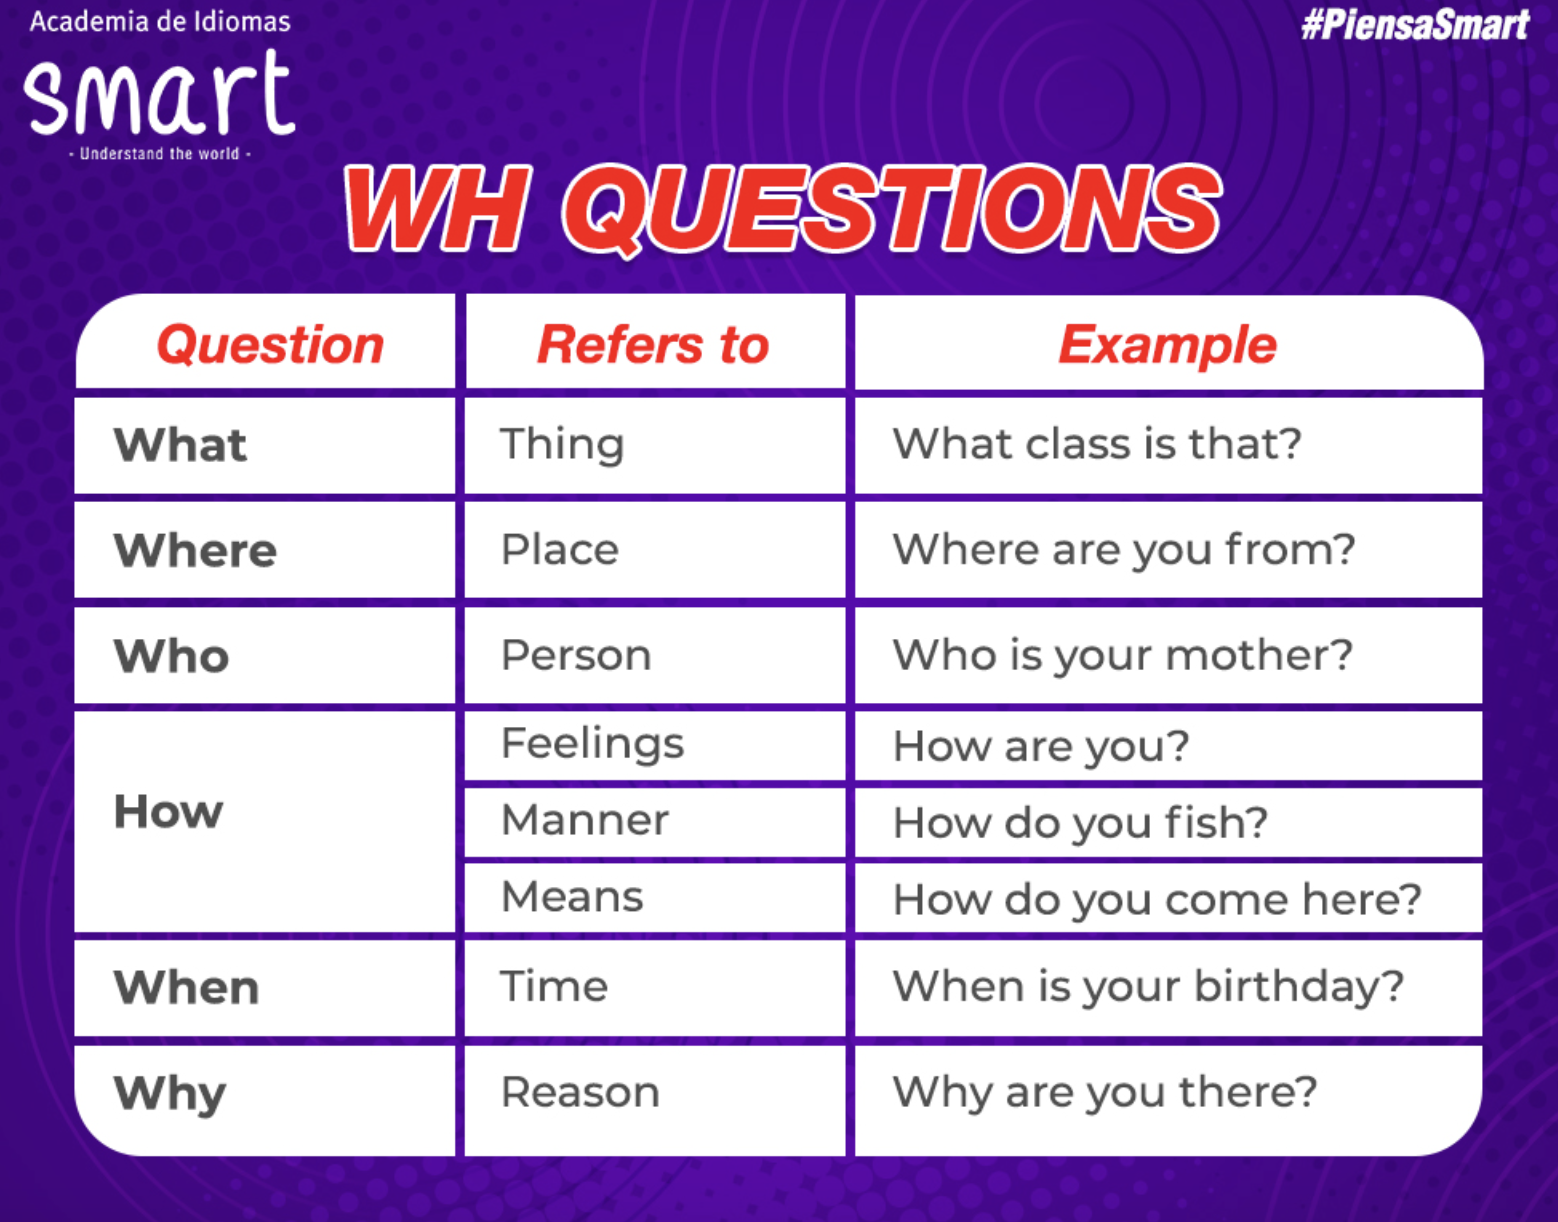 Academia de Idiomas
smart
- Understand the world -
#PiensaSmart
WH QUESTIONS
Question Refers to Example
What Thing What class is that?
Where Place Where are you from?
Who Person Who is your mother?
How
Feelings How are you?
Manner How do you fish?
Means How do you come here?
When Time When is your birthday?
Why Reason Why are you there?